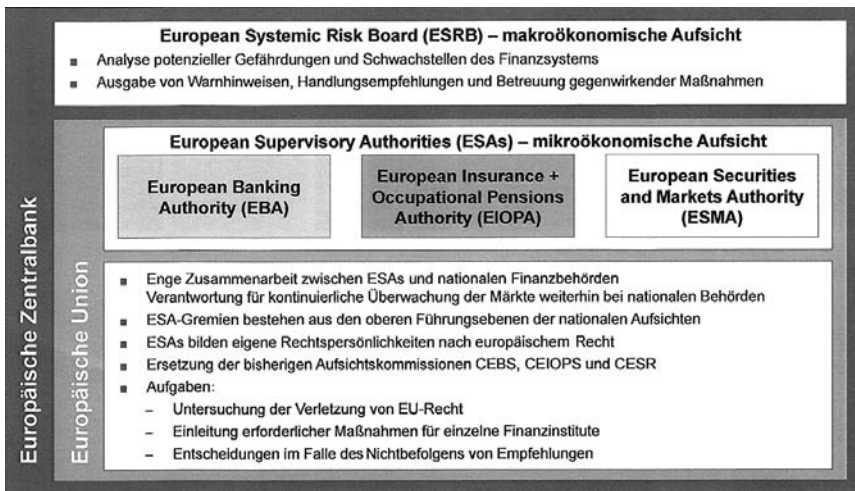 European Systemic Risk Board (ESRB) – makroökonomische Aufsicht
■ Analyse potenzieller Gefährdungen und Schwachstellen des Finanzsystems
■ Ausgabe von Warnhinweisen, Handlungsempfehlungen und Betreuung gegenwirkender Maßnahmen
European Supervisory Authorities (ESAs) – mikroökonomische Aufsicht
European Banking
Authority (EBA)
European Insurance +
Occupational Pensions
Authority (EIOPA)
European Securities
and Markets Authority
(ESMA)
■ Enge Zusammenarbeit zwischen ESAs und nationalen Finanzbehörden
Verantwortung für kontinuierliche Überwachung der Märkte weiterhin bei nationalen Behörden
■ ESA-Gremien bestehen aus den oberen Führungsebenen der nationalen Aufsichten
■ ESAs bilden eigene Rechtspersönlichkeiten nach europäischem Recht
■ Ersetzung der bisherigen Aufsichtskommissionen CEBS, CEIOPS und CESR
■ Aufgaben:
– Untersuchung der Verletzung von EU-Recht
– Einleitung erforderlicher Maßnahmen für einzelne Finanzinstitute
– Entscheidungen im Falle des Nichtbefolgens von Empfehlungen
Europäische Zentralbank
Europäische Union